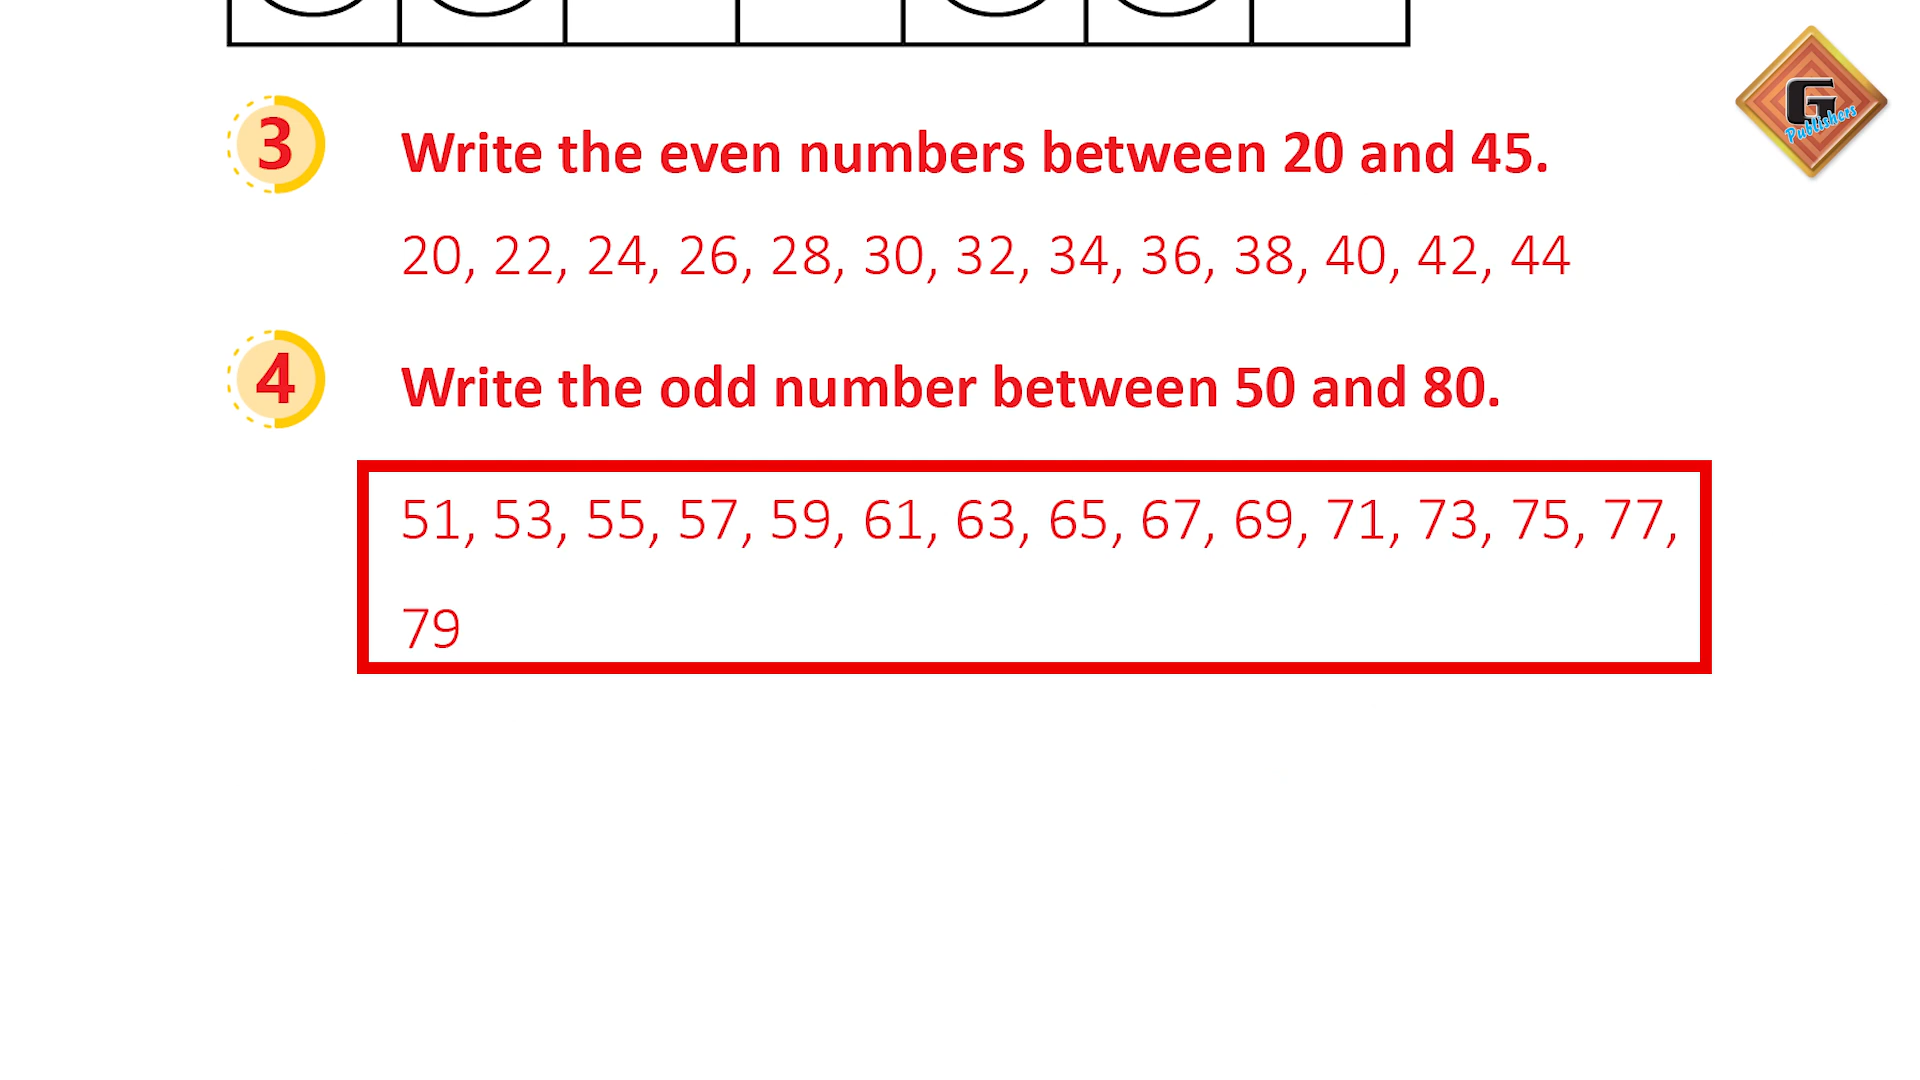 G
Publishers
3
Write the even numbers between 20 and 45.
20, 22, 24, 26, 28, 30, 32, 34, 36, 38, 40, 42, 44
4
Write the odd number between 50 and 80.
51, 53, 55, 57, 59, 61, 63, 65, 67, 69, 71, 73, 75, 77,
79